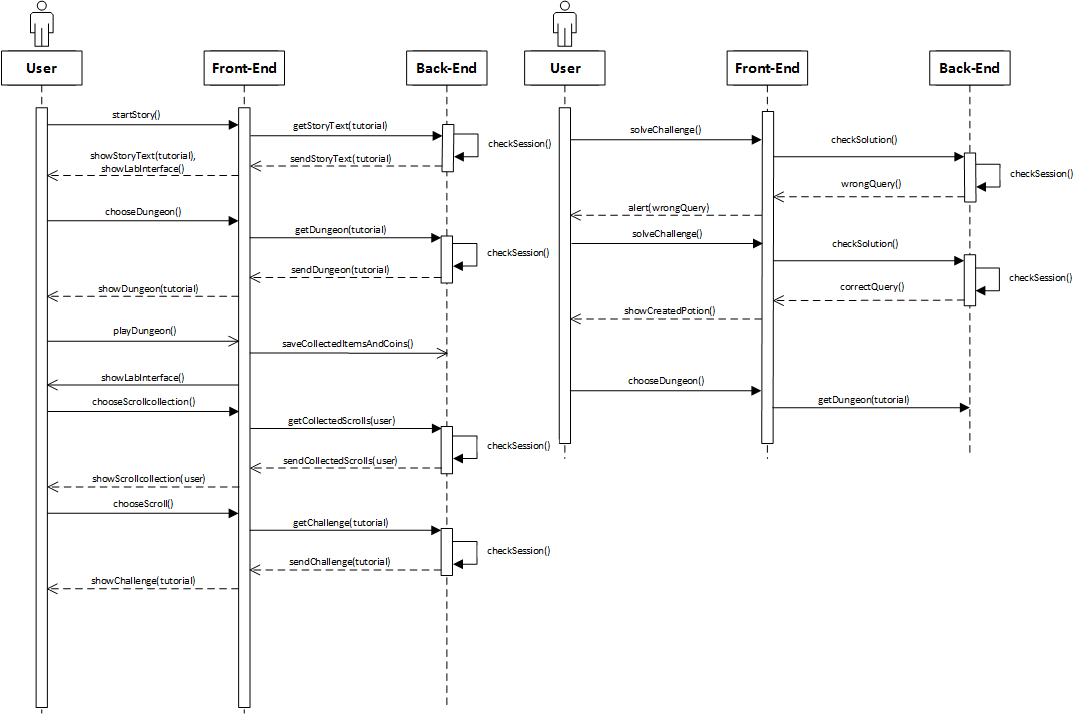 User
Front-End
Back-End
startStory()
getStoryText(tutorial)
checkSession()
sendStoryText(tutorial)
showStoryText(tutorial),
showLabInterface()
chooseDungeon()
getDungeon(tutorial)
checkSession()
sendDungeon(tutorial)
showDungeon(tutorial)
playDungeon()
saveCollectedItemsAndCoins()
showLabInterface()
chooseScrollcollection()
getCollectedScrolls(user)
checkSession()
sendCollectedScrolls(user)
showScrollcollection(user)
chooseScroll()
getChallenge(tutorial)
checkSession()
sendChallenge(tutorial)
showChallenge(tutorial)
User
Front-End
Back-End
solveChallenge()
checkSolution()
checkSession()
wrongQuery()
alert(wrongQuery)
solveChallenge()
checkSolution()
checkSession()
correctQuery()
showCreatedPotion()
chooseDungeon()
getDungeon(tutorial)